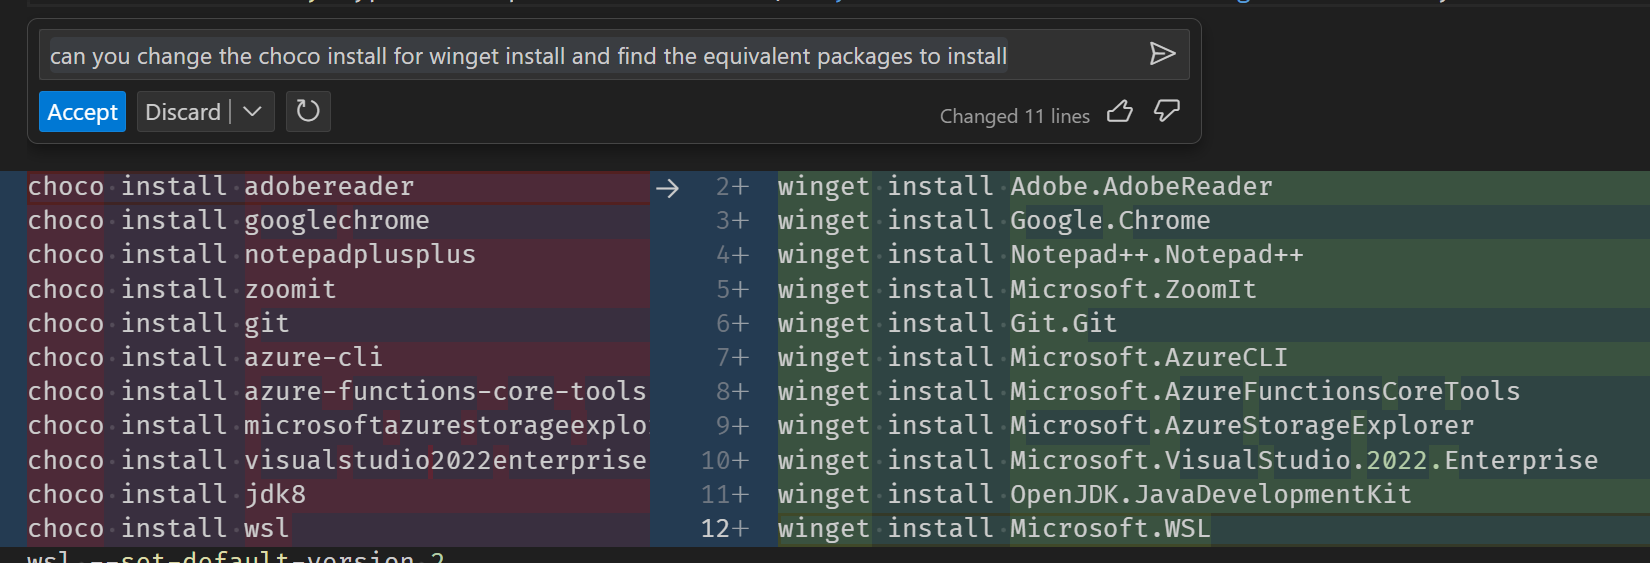 can you change the choco install for winget install and find the equivalent packages to install
Accept Discard Changed 11 lines
choco install adobereader → 2+ winget install Adobe.AdobeReader
choco install googlechrome 3+ winget install Google.Chrome
choco install notepadplusplus 4+ winget install Notepad++.Notepad++
choco install zoomit 5+ winget install Microsoft.ZoomIt
choco install git 6+ winget install Git.Git
choco install azure-cli 7+ winget install Microsoft.AzureCLI
choco install azure-functions-core-tools 8+ winget install Microsoft.AzureFunctionsCoreTools
choco install microsoftazurestorageexplo 9+ winget install Microsoft.AzureStorageExplorer
choco install visualstudio2022enterprise 10+ winget install Microsoft.VisualStudio.2022.Enterprise
choco install jdk8 11+ winget install OpenJDK.JavaDevelopmentKit
choco install wsl 12+ winget install Microsoft.WSL
wsl --set-default-version 2